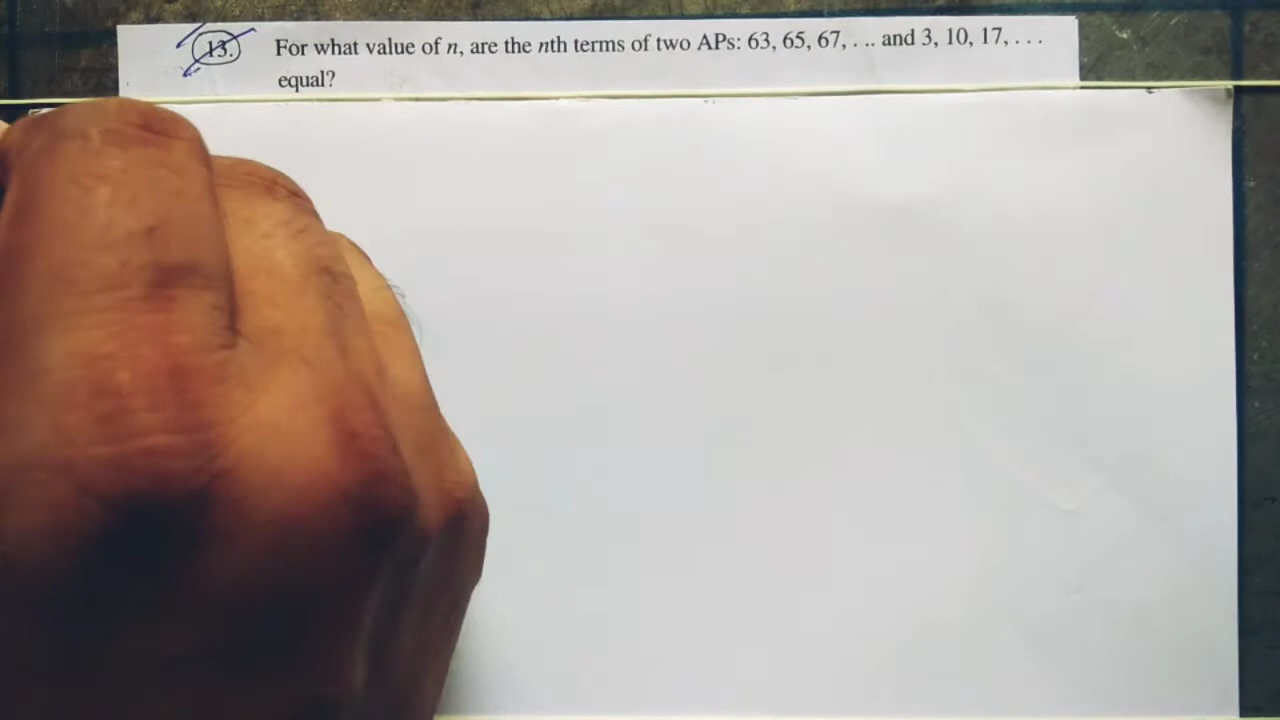 13. For what value of n, are the nth terms of two APs: 63, 65, 67, . . . and 3, 10, 17, . . .
equal?